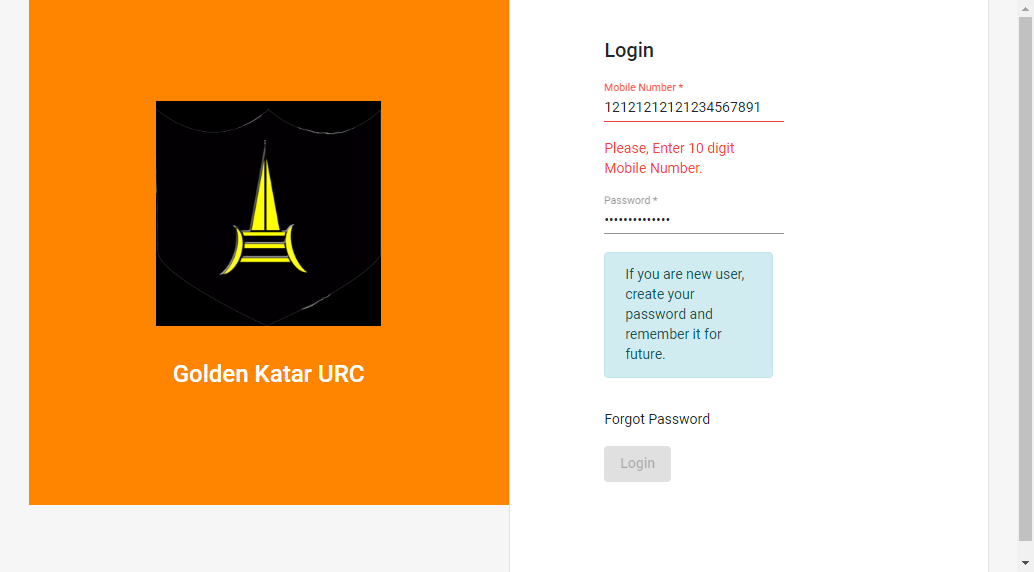 Golden Katar URC
Login
Mobile Number *
12121212121234567891
Please, Enter 10 digit
Mobile Number.
Password *
••••••••••••••
If you are new user,
create your
password and
remember it for
future.
Forgot Password
Login